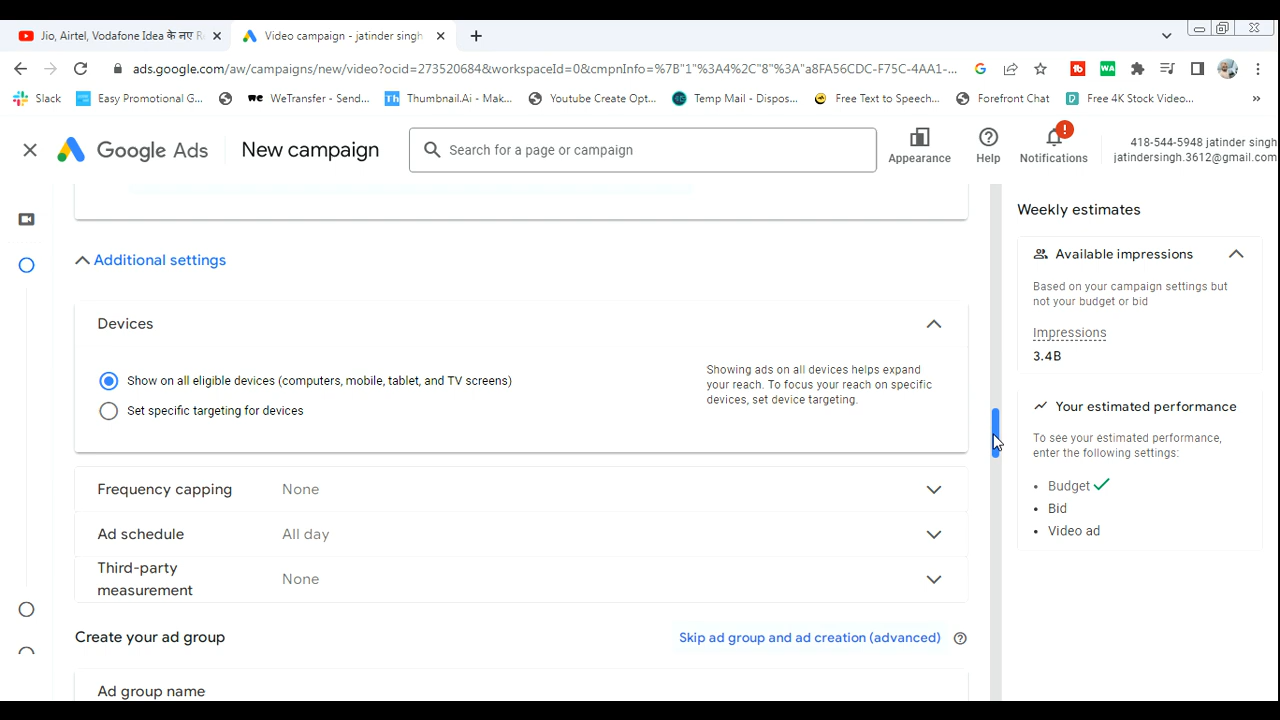 Jio, Airtel, Vodafone Idea के नए R
Video campaign - jatinder singh
ads.google.com/aw/campaigns/new/video?ocid=273520684&workspaceId=0&cmpnInfo=%7B"1"%3A4%2C"8"%3A"a8FA56CDC-F75C-4AA1-...
Slack
Easy Promotional G...
WeTransfer - Send...
Thumbnail.Ai - Mak...
Youtube Create Opt...
Temp Mail - Dispos...
Free Text to Speech...
Forefront Chat
Free 4K Stock Video...
Google Ads
New campaign
Search for a page or campaign
Appearance
Help
Notifications
418-544-5948 jatinder singh
jatindersingh.3612@gmail.com
Additional settings
Devices
Show on all eligible devices (computers, mobile, tablet, and TV screens)
Set specific targeting for devices
Showing ads on all devices helps expand
your reach. To focus your reach on specific
devices, set device targeting.
Frequency capping None
Ad schedule All day
Third-party
measurement None
Create your ad group
Skip ad group and ad creation (advanced)
Ad group name
Weekly estimates
Available impressions
Based on your campaign settings but
not your budget or bid
Impressions
3.4B
Your estimated performance
To see your estimated performance,
enter the following settings:
• Budget
• Bid
• Video ad